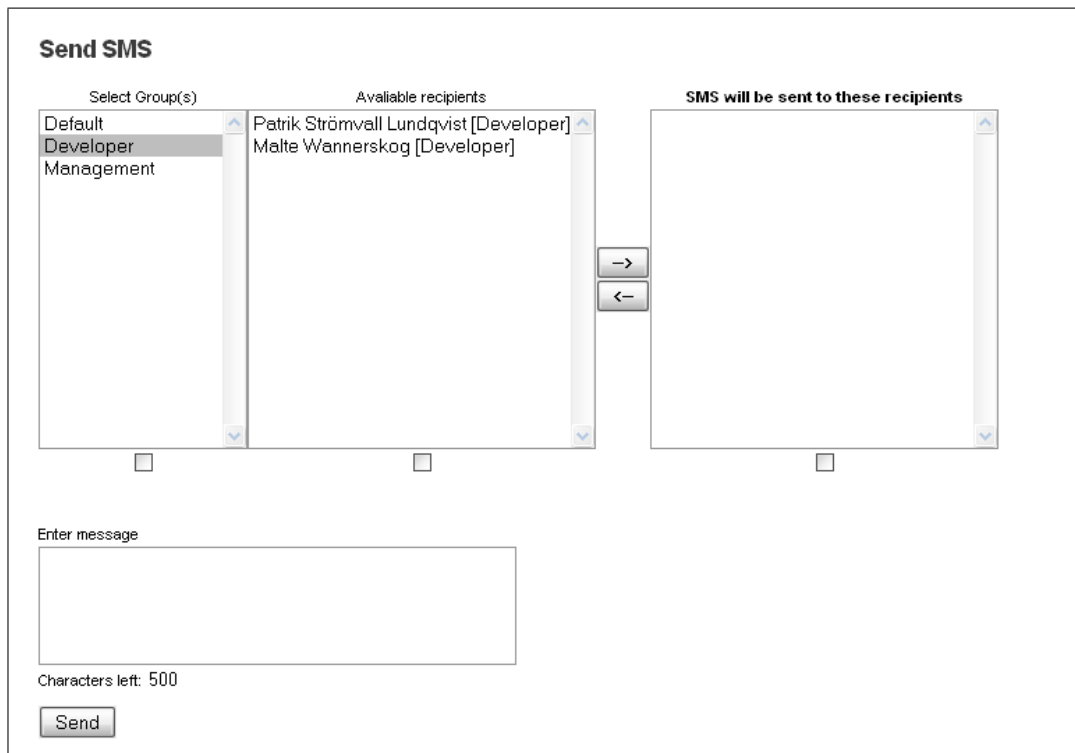 Send SMS
Select Group(s)
Avaliable recipients
SMS will be sent to these recipients
Default
Developer
Management
Patrik Strömvall Lundqvist [Developer]
Malte Wannerskog [Developer]
-->
<--
Enter message
Characters left: 500
Send